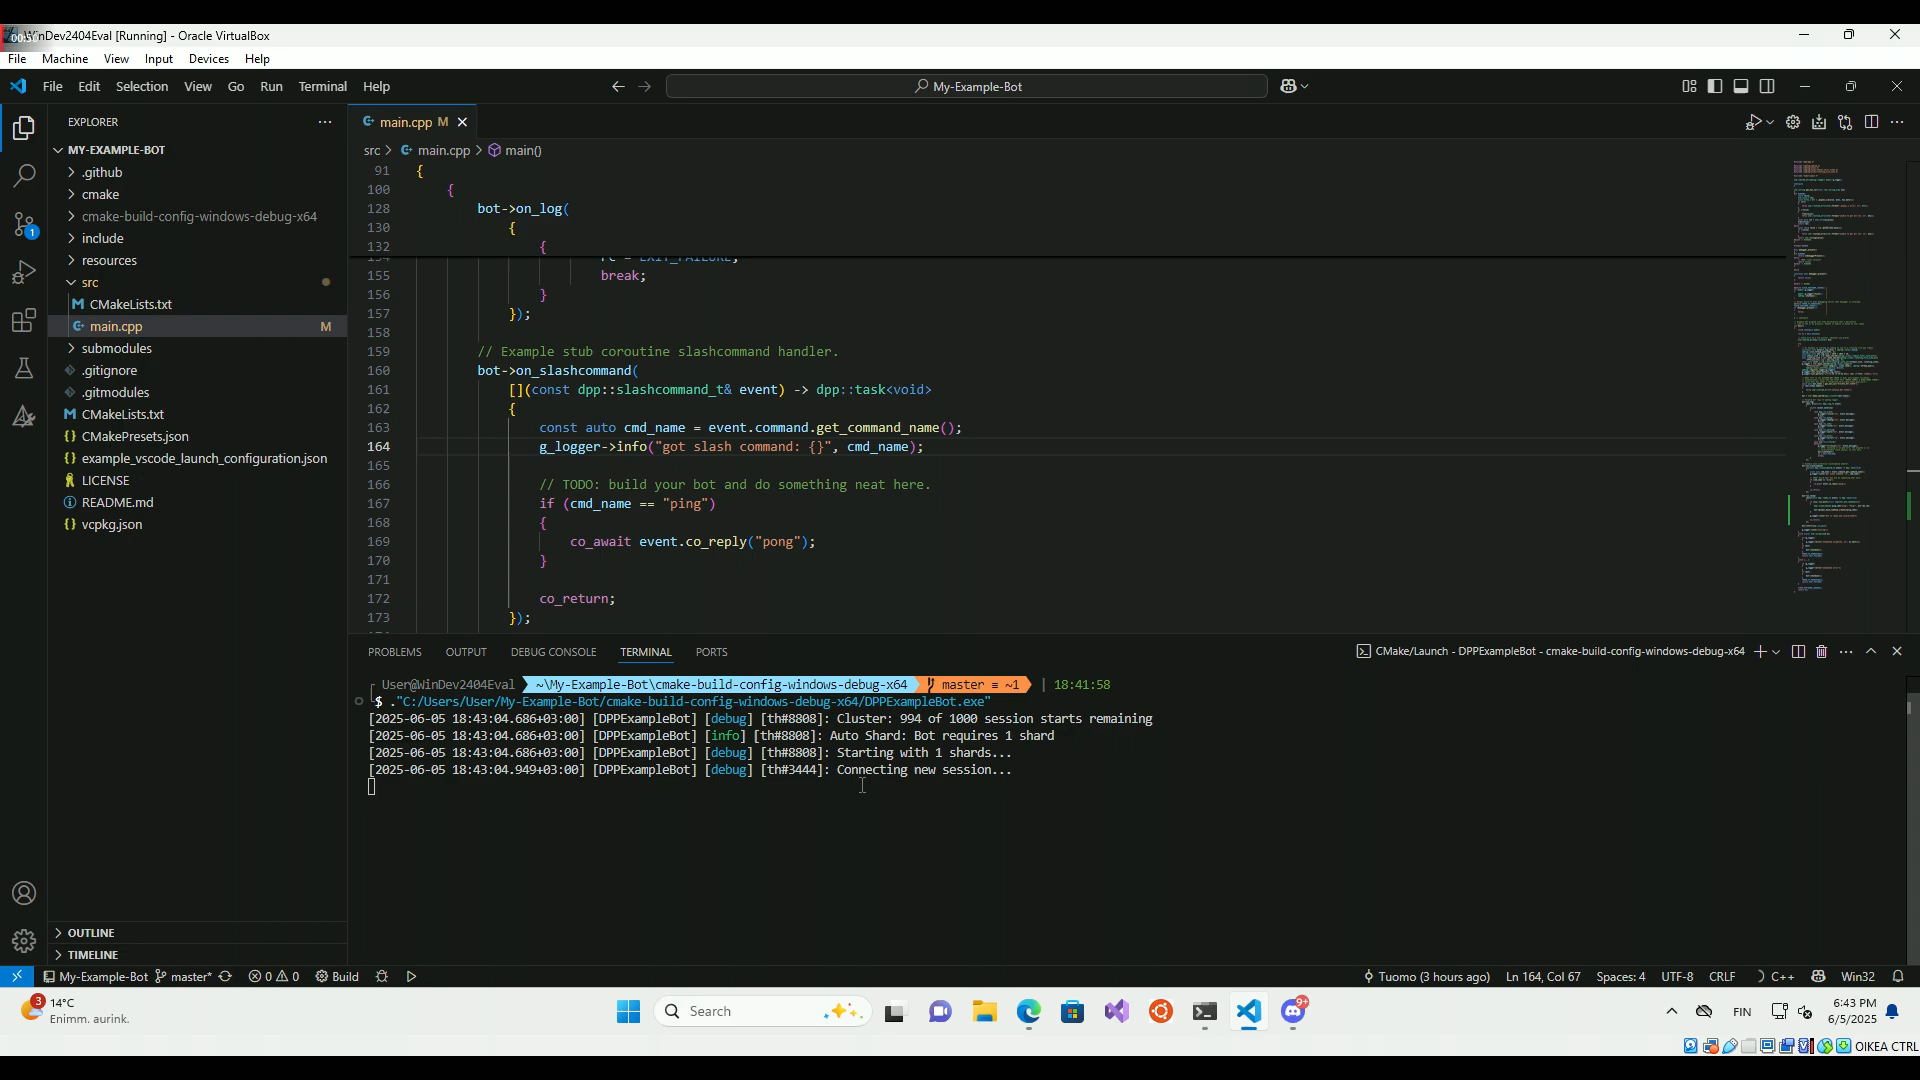 WinDev2404Eval [Running] - Oracle VirtualBox
File Machine View Input Devices Help
File Edit Selection View Go Run Terminal Help
My-Example-Bot
EXPLORER
main.cpp M
MY-EXAMPLE-BOT
src > main.cpp > main()
.github
cmake
cmake-build-config-windows-debug-x64
include
resources
src
CMakeLists.txt
main.cpp M
submodules
.gitignore
.gitmodules
CMakeLists.txt
CMakePresets.json
example_vscode_launch_configuration.json
LICENSE
README.md
vcpkg.json
OUTLINE
TIMELINE
91 {
100 {
128 bot->on_log(
130 {
132 {
155 break;
156 }
157 });
158
159 // Example stub coroutine slashcommand handler.
160 bot->on_slashcommand(
161 [](const dpp::slashcommand_t& event) -> dpp::task<void>
162 {
163 const auto cmd_name = event.command.get_command_name();
164 g_logger->info("got slash command: {}", cmd_name);
165
166 // TODO: build your bot and do something neat here.
167 if (cmd_name == "ping")
168 {
169 co_await event.co_reply("pong");
170 }
171
172 co_return;
173 });
PROBLEMS OUTPUT DEBUG CONSOLE TERMINAL PORTS
CMake/Launch - DPPExampleBot - cmake-build-config-windows-debug-x64
User@WinDev2404Eval ~\My-Example-Bot\cmake-build-config-windows-debug-x64 master ≡ ~1 | 18:41:58
$ ."C:/Users/User/My-Example-Bot/cmake-build-config-windows-debug-x64/DPPExampleBot.exe"
[2025-06-05 18:43:04.686+03:00] [DPPExampleBot] [debug] [th#8808]: Cluster: 994 of 1000 session starts remaining
[2025-06-05 18:43:04.686+03:00] [DPPExampleBot] [info] [th#8808]: Auto Shard: Bot requires 1 shard
[2025-06-05 18:43:04.686+03:00] [DPPExampleBot] [debug] [th#8808]: Starting with 1 shards...
[2025-06-05 18:43:04.949+03:00] [DPPExampleBot] [debug] [th#3444]: Connecting new session...
My-Example-Bot master* 0 0 Build
Tuomo (3 hours ago) Ln 164, Col 67 Spaces: 4 UTF-8 CRLF C++ Win32
3 14°C
Enimm. aurink.
Search
9+
FIN
6:43 PM
6/5/2025
OIKEA CTRL